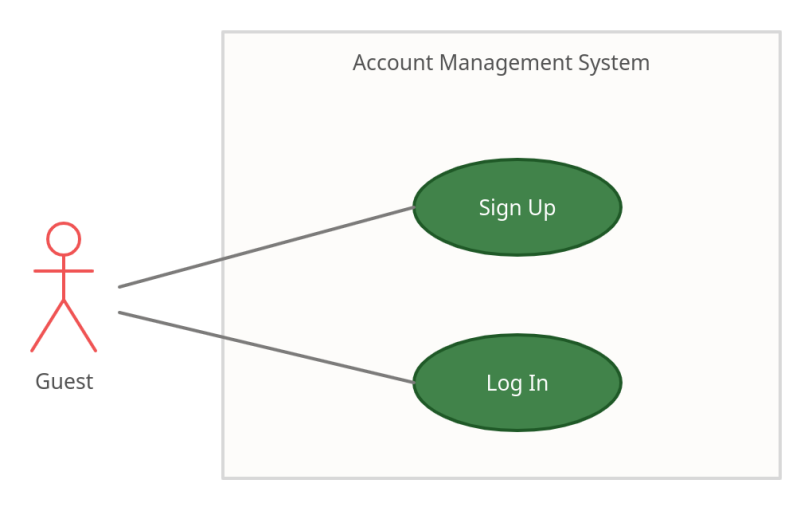 Account Management System
Sign Up
Guest
Log In